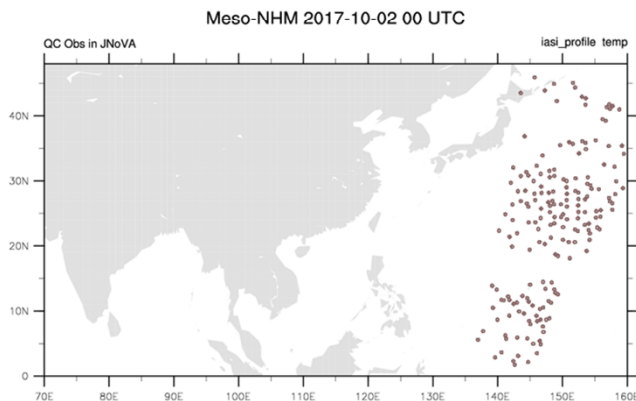 Meso-NHM 2017-10-02 00 UTC
QC Obs in JNoVA iasi_profile temp
40N
30N
20N
10N
0
70E 80E 90E 100E 110E 120E 130E 140E 150E 160E